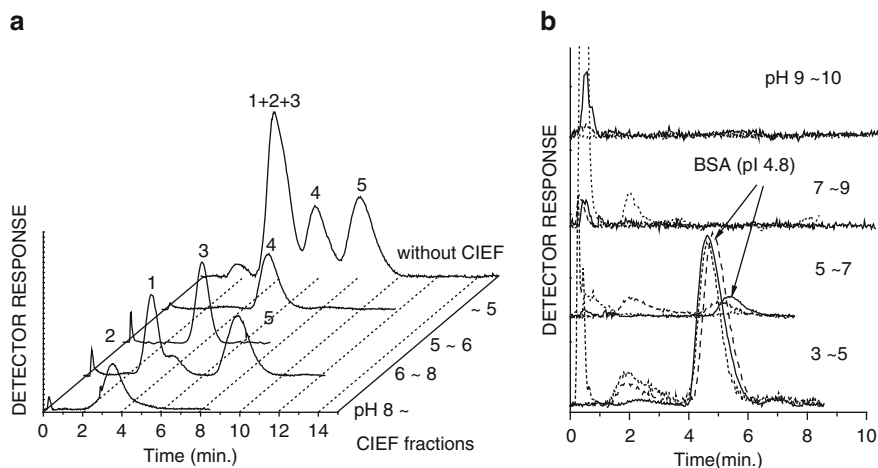 a
DETECTOR RESPONSE
1+2+3
4
5
without CIEF
4
~ 5
3
5 ~ 6
1
5
6 ~ 8
2
pH 8 ~
0 2 4 6 8 10 12 14
CIEF fractions
Time (min.)
b
DETECTOR RESPONSE
pH 9 ~10
BSA (pI 4.8)
7 ~9
5 ~7
3 ~5
0 2 4 6 8 10
Time(min.)